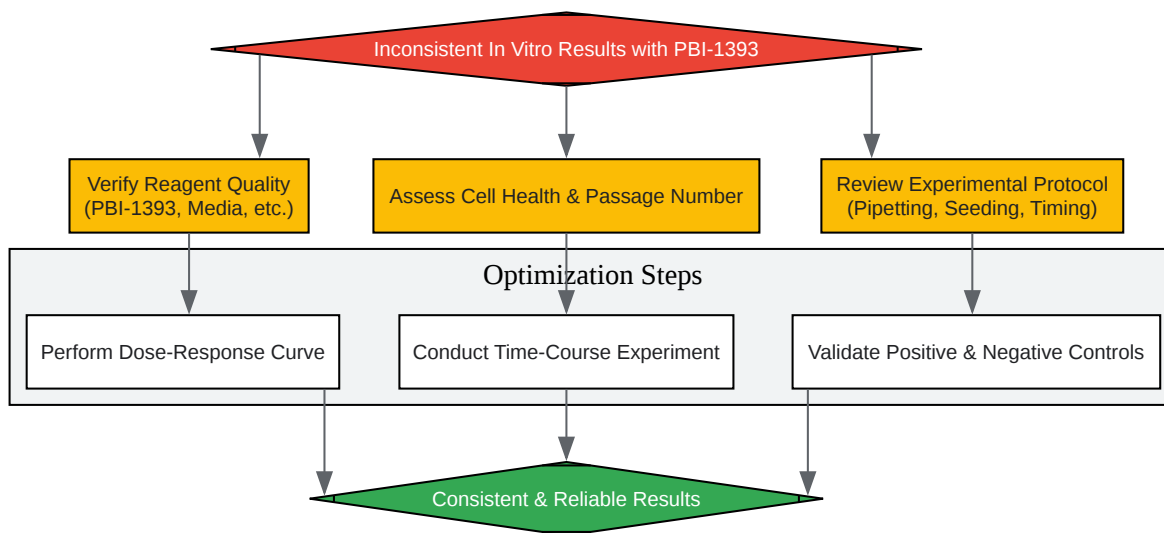 Inconsistent In Vitro Results with PBI-1393
Verify Reagent Quality
(PBI-1393, Media, etc.)
Assess Cell Health & Passage Number
Review Experimental Protocol
(Pipetting, Seeding, Timing)
Optimization Steps
Perform Dose-Response Curve
Conduct Time-Course Experiment
Validate Positive & Negative Controls
Consistent & Reliable Results